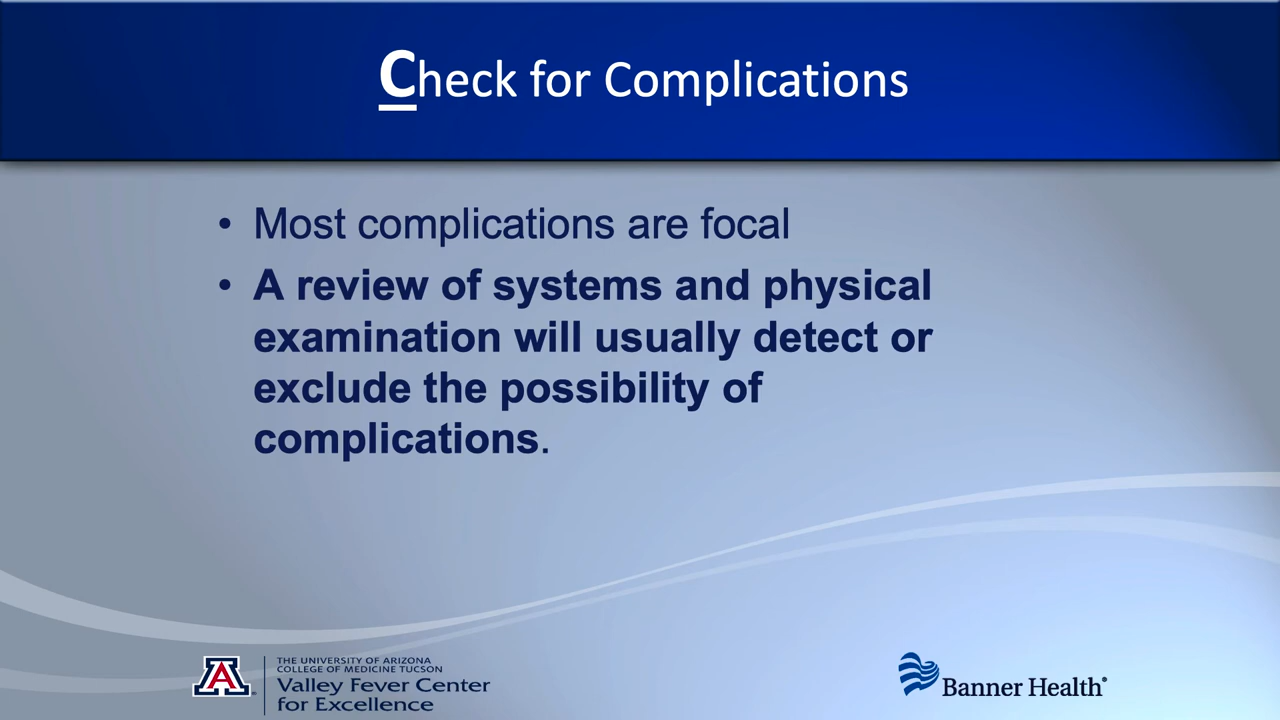 Check for Complications
• Most complications are focal
• A review of systems and physical
examination will usually detect or
exclude the possibility of
complications.
THE UNIVERSITY OF ARIZONA
COLLEGE OF MEDICINE TUCSON
Valley Fever Center
for Excellence
A
Banner Health®